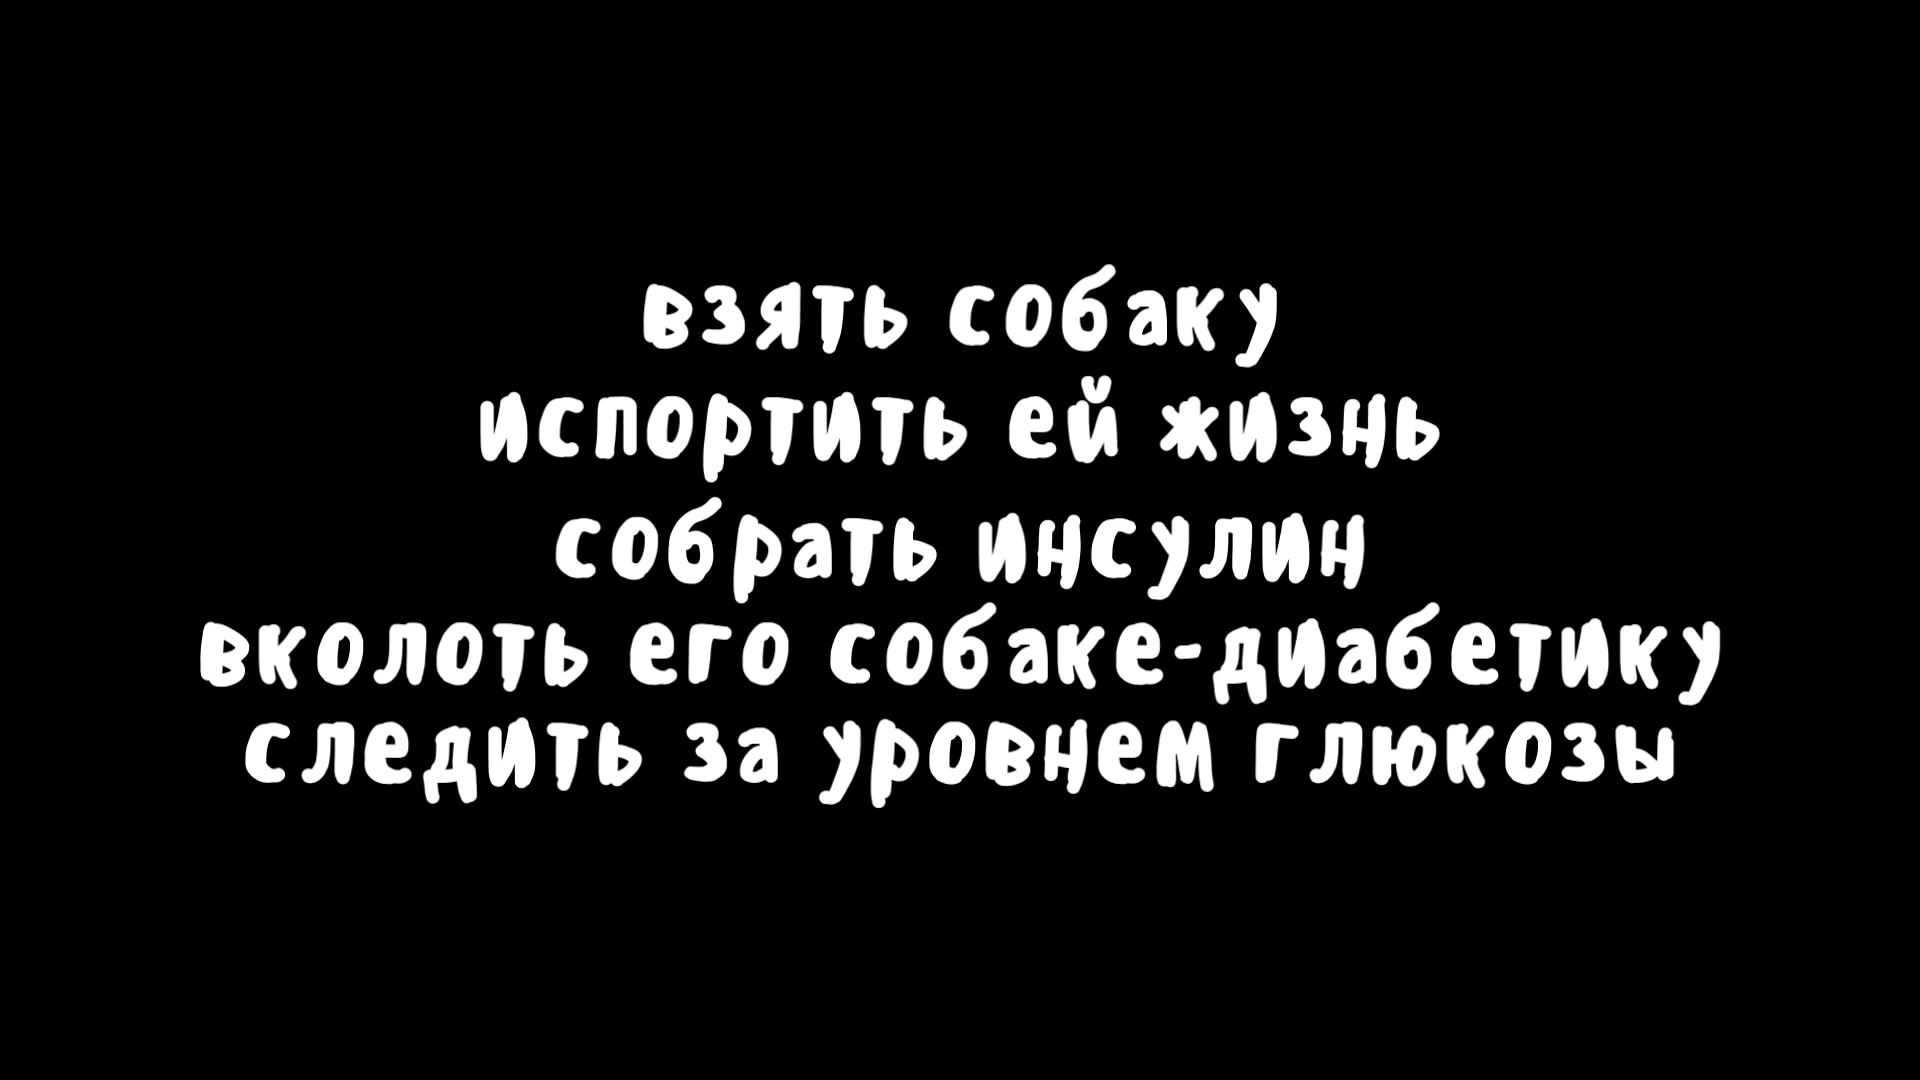 взять собаку
испортить ей жизнь
собрать инсулин
вколоть его собаке-диабетику
следить за уровнем глюкозы